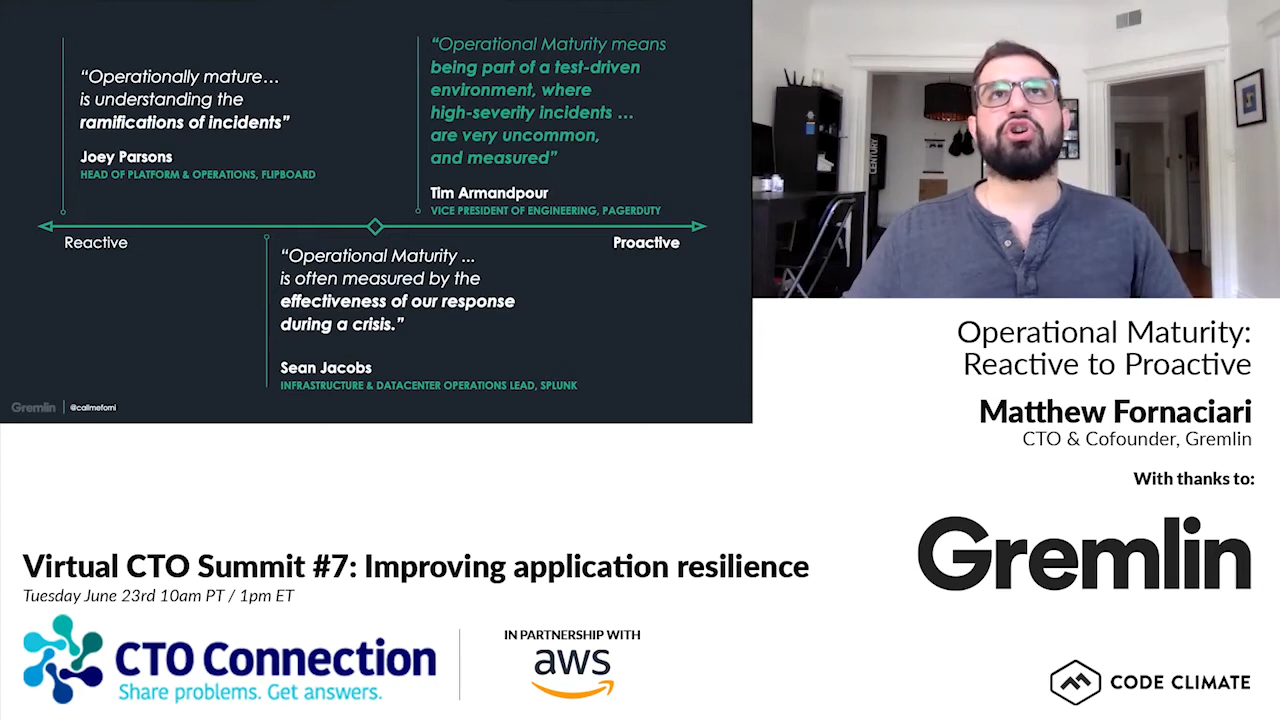 “Operationally mature…
is understanding the
ramifications of incidents”
Joey Parsons
HEAD OF PLATFORM & OPERATIONS, FLIPBOARD
“Operational Maturity means
being part of a test-driven
environment, where
high-severity incidents …
are very uncommon,
and measured”
Tim Armandpour
VICE PRESIDENT OF ENGINEERING, PAGERDUTY
Reactive
Proactive
“Operational Maturity ...
is often measured by the
effectiveness of our response
during a crisis.”
Sean Jacobs
INFRASTRUCTURE & DATACENTER OPERATIONS LEAD, SPLUNK
Gremlin
@callmeforni
CENTURY
Operational Maturity:
Reactive to Proactive
Matthew Fornaciari
CTO & Cofounder, Gremlin
With thanks to:
Gremlin
Virtual CTO Summit #7: Improving application resilience
Tuesday June 23rd 10am PT / 1pm ET
CTO Connection
Share problems. Get answers.
IN PARTNERSHIP WITH
aws
CODE CLIMATE